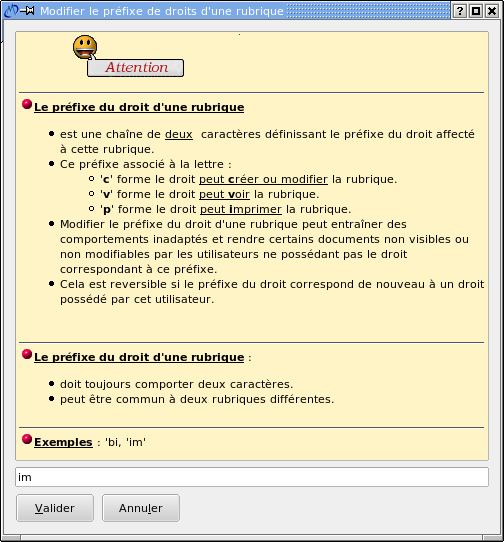 Modifier le préfixe de droits d'une rubrique
Attention
Le préfixe du droit d'une rubrique
est une chaîne de deux caractères définissant le préfixe du droit affecté
à cette rubrique.
Ce préfixe associé à la lettre :
'c' forme le droit peut créer ou modifier la rubrique.
'v' forme le droit peut voir la rubrique.
'p' forme le droit peut imprimer la rubrique.
Modifier le préfixe du droit d'une rubrique peut entraîner des
comportements inadaptés et rendre certains documents non visibles ou
non modifiables par les utilisateurs ne possédant pas le droit
correspondant à ce préfixe.
Cela est reversible si le préfixe du droit correspond de nouveau à un droit
possédé par cet utilisateur.
Le préfixe du droit d'une rubrique :
doit toujours comporter deux caractères.
peut être commun à deux rubriques différentes.
Exemples : 'bi, 'im'
im
Valider Annuler